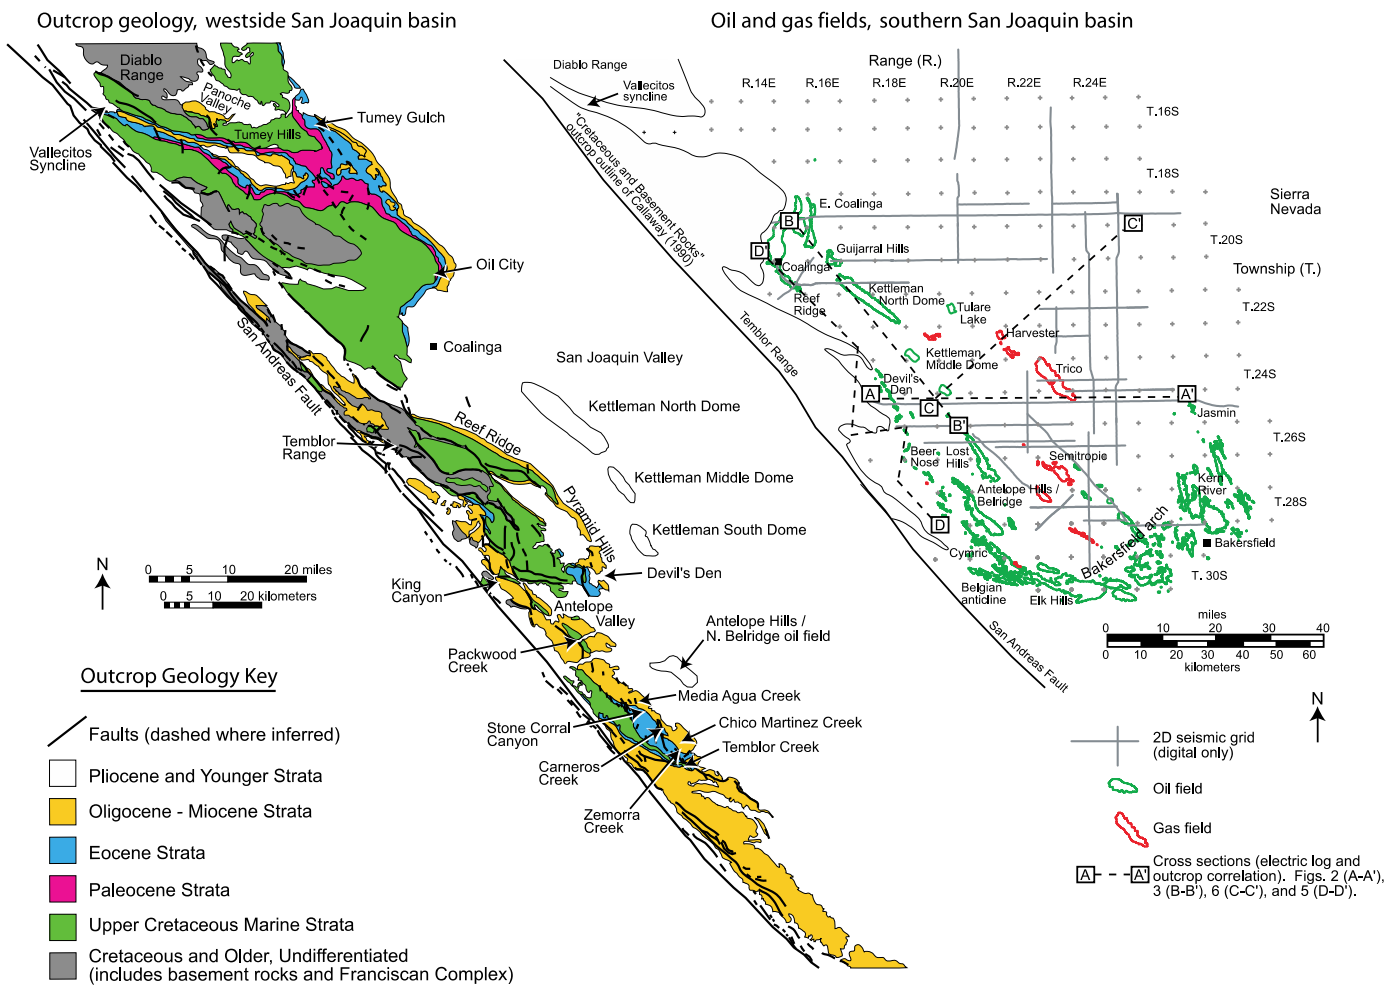 Outcrop geology, westside San Joaquin basin
Diablo
Range
Panoche
Valley
Tumey Gulch
Tumey Hills
Vallecitos
Syncline
Oil City
San Andreas Fault
Coalinga
San Joaquin Valley
Kettleman North Dome
Reef Ridge
Temblor
Range
Kettleman Middle Dome
Pyramid Hills
Kettleman South Dome
Devil's Den
King
Canyon
Antelope
Valley
Antelope Hills /
N. Belridge oil field
Packwood
Creek
Media Agua Creek
Stone Corral
Canyon
Chico Martinez Creek
Temblor Creek
Carneros
Creek
Zemorra
Creek
N
0 5 10 20 miles
0 5 10 20 kilometers
Outcrop Geology Key
Faults (dashed where inferred)
Pliocene and Younger Strata
Oligocene - Miocene Strata
Eocene Strata
Paleocene Strata
Upper Cretaceous Marine Strata
Cretaceous and Older, Undifferentiated
(includes basement rocks and Franciscan Complex)
Oil and gas fields, southern San Joaquin basin
Range (R.)
R.14E R.16E R.18E R.20E R.22E R.24E
Diablo Range
Vallecitos
syncline
"Cretaceous and Basement Rocks"
outcrop outline of Callaway (1990)
T.16S
T.18S
Sierra
Nevada
T.20S
Township (T.)
T.22S
T.24S
T.26S
T.28S
T. 30S
E. Coalinga
B
C'
D'
Guijarral Hills
Coalinga
Reef
Ridge
Kettleman
North Dome
Tulare
Lake
Harvester
Temblor Range
Kettleman
Middle Dome
Trico
Devil's
Den
A
A'
C
B'
Jasmin
Beer
Nose
Lost
Hills
Semitropic
Kern
River
Antelope Hills /
Belridge
D
Bakersfield arch
Bakersfield
Cymric
Belgian
anticline
Elk Hills
San Andreas Fault
miles
0 10 20 30 40
0 10 20 30 40 50 60
kilometers
N
2D seismic grid
(digital only)
Oil field
Gas field
A A' Cross sections (electric log and
outcrop correlation). Figs. 2 (A-A'),
3 (B-B'), 6 (C-C'), and 5 (D-D').